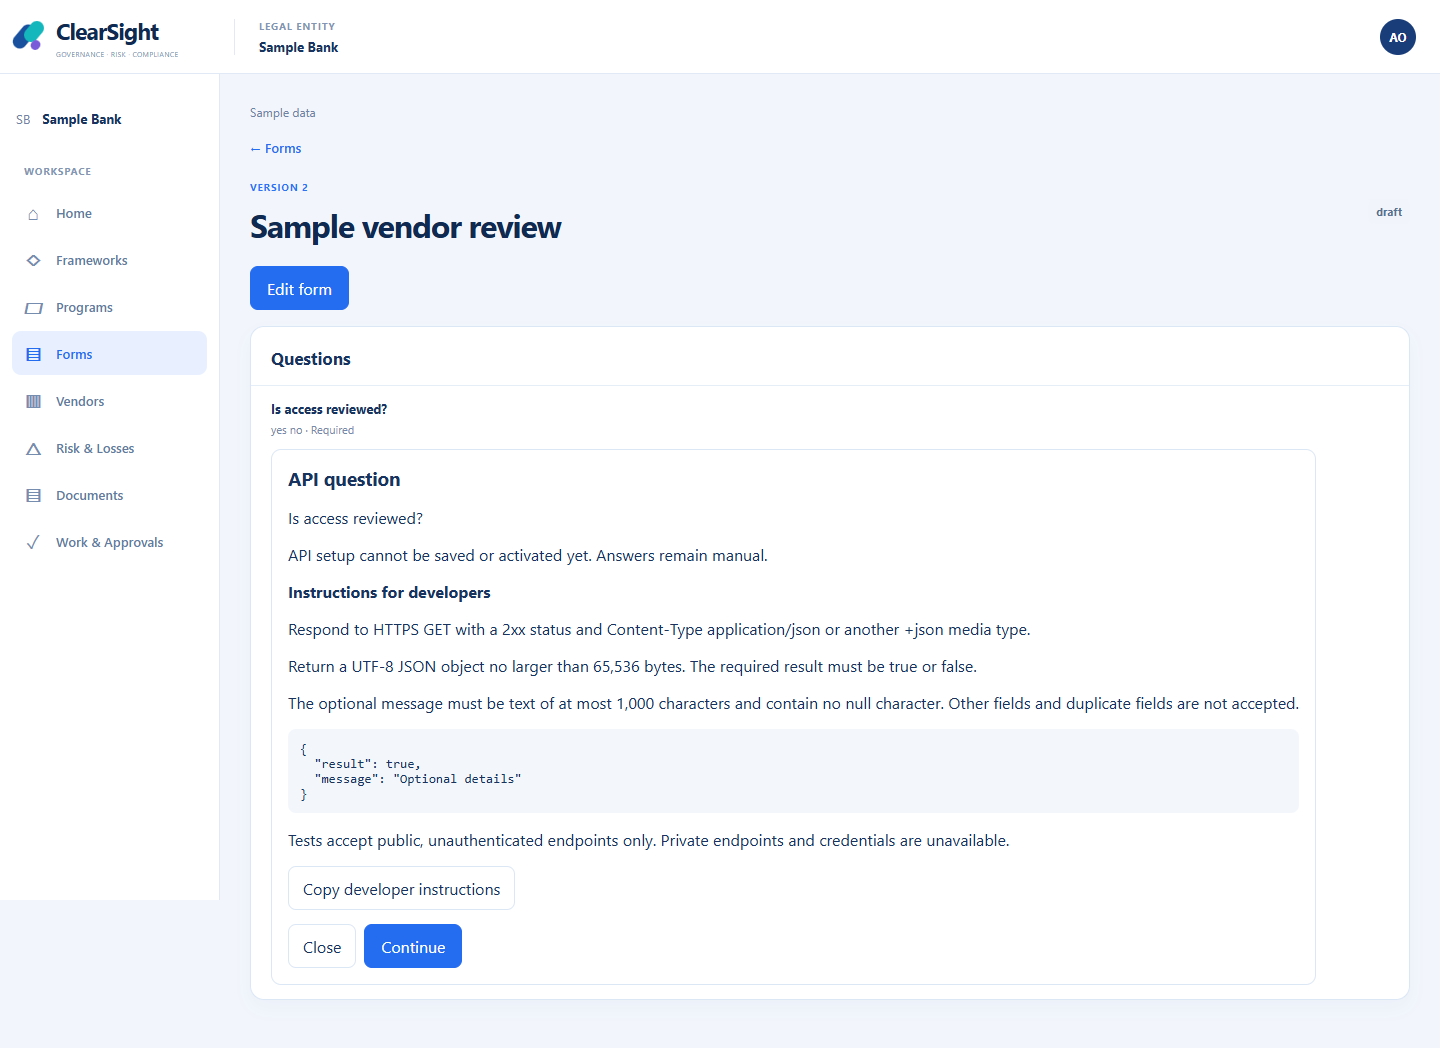 ClearSight
GOVERNANCE · RISK · COMPLIANCE
LEGAL ENTITY
Sample Bank
AO
SB Sample Bank
WORKSPACE
Home
Frameworks
Programs
Forms
Vendors
Risk & Losses
Documents
Work & Approvals
Sample data
← Forms
VERSION 2
Sample vendor review
draft
Edit form
Questions
Is access reviewed?
yes no · Required
API question
Is access reviewed?
API setup cannot be saved or activated yet. Answers remain manual.
Instructions for developers
Respond to HTTPS GET with a 2xx status and Content-Type application/json or another +json media type.
Return a UTF-8 JSON object no larger than 65,536 bytes. The required result must be true or false.
The optional message must be text of at most 1,000 characters and contain no null character. Other fields and duplicate fields are not accepted.
{
  "result": true,
  "message": "Optional details"
}
Tests accept public, unauthenticated endpoints only. Private endpoints and credentials are unavailable.
Copy developer instructions
Close
Continue